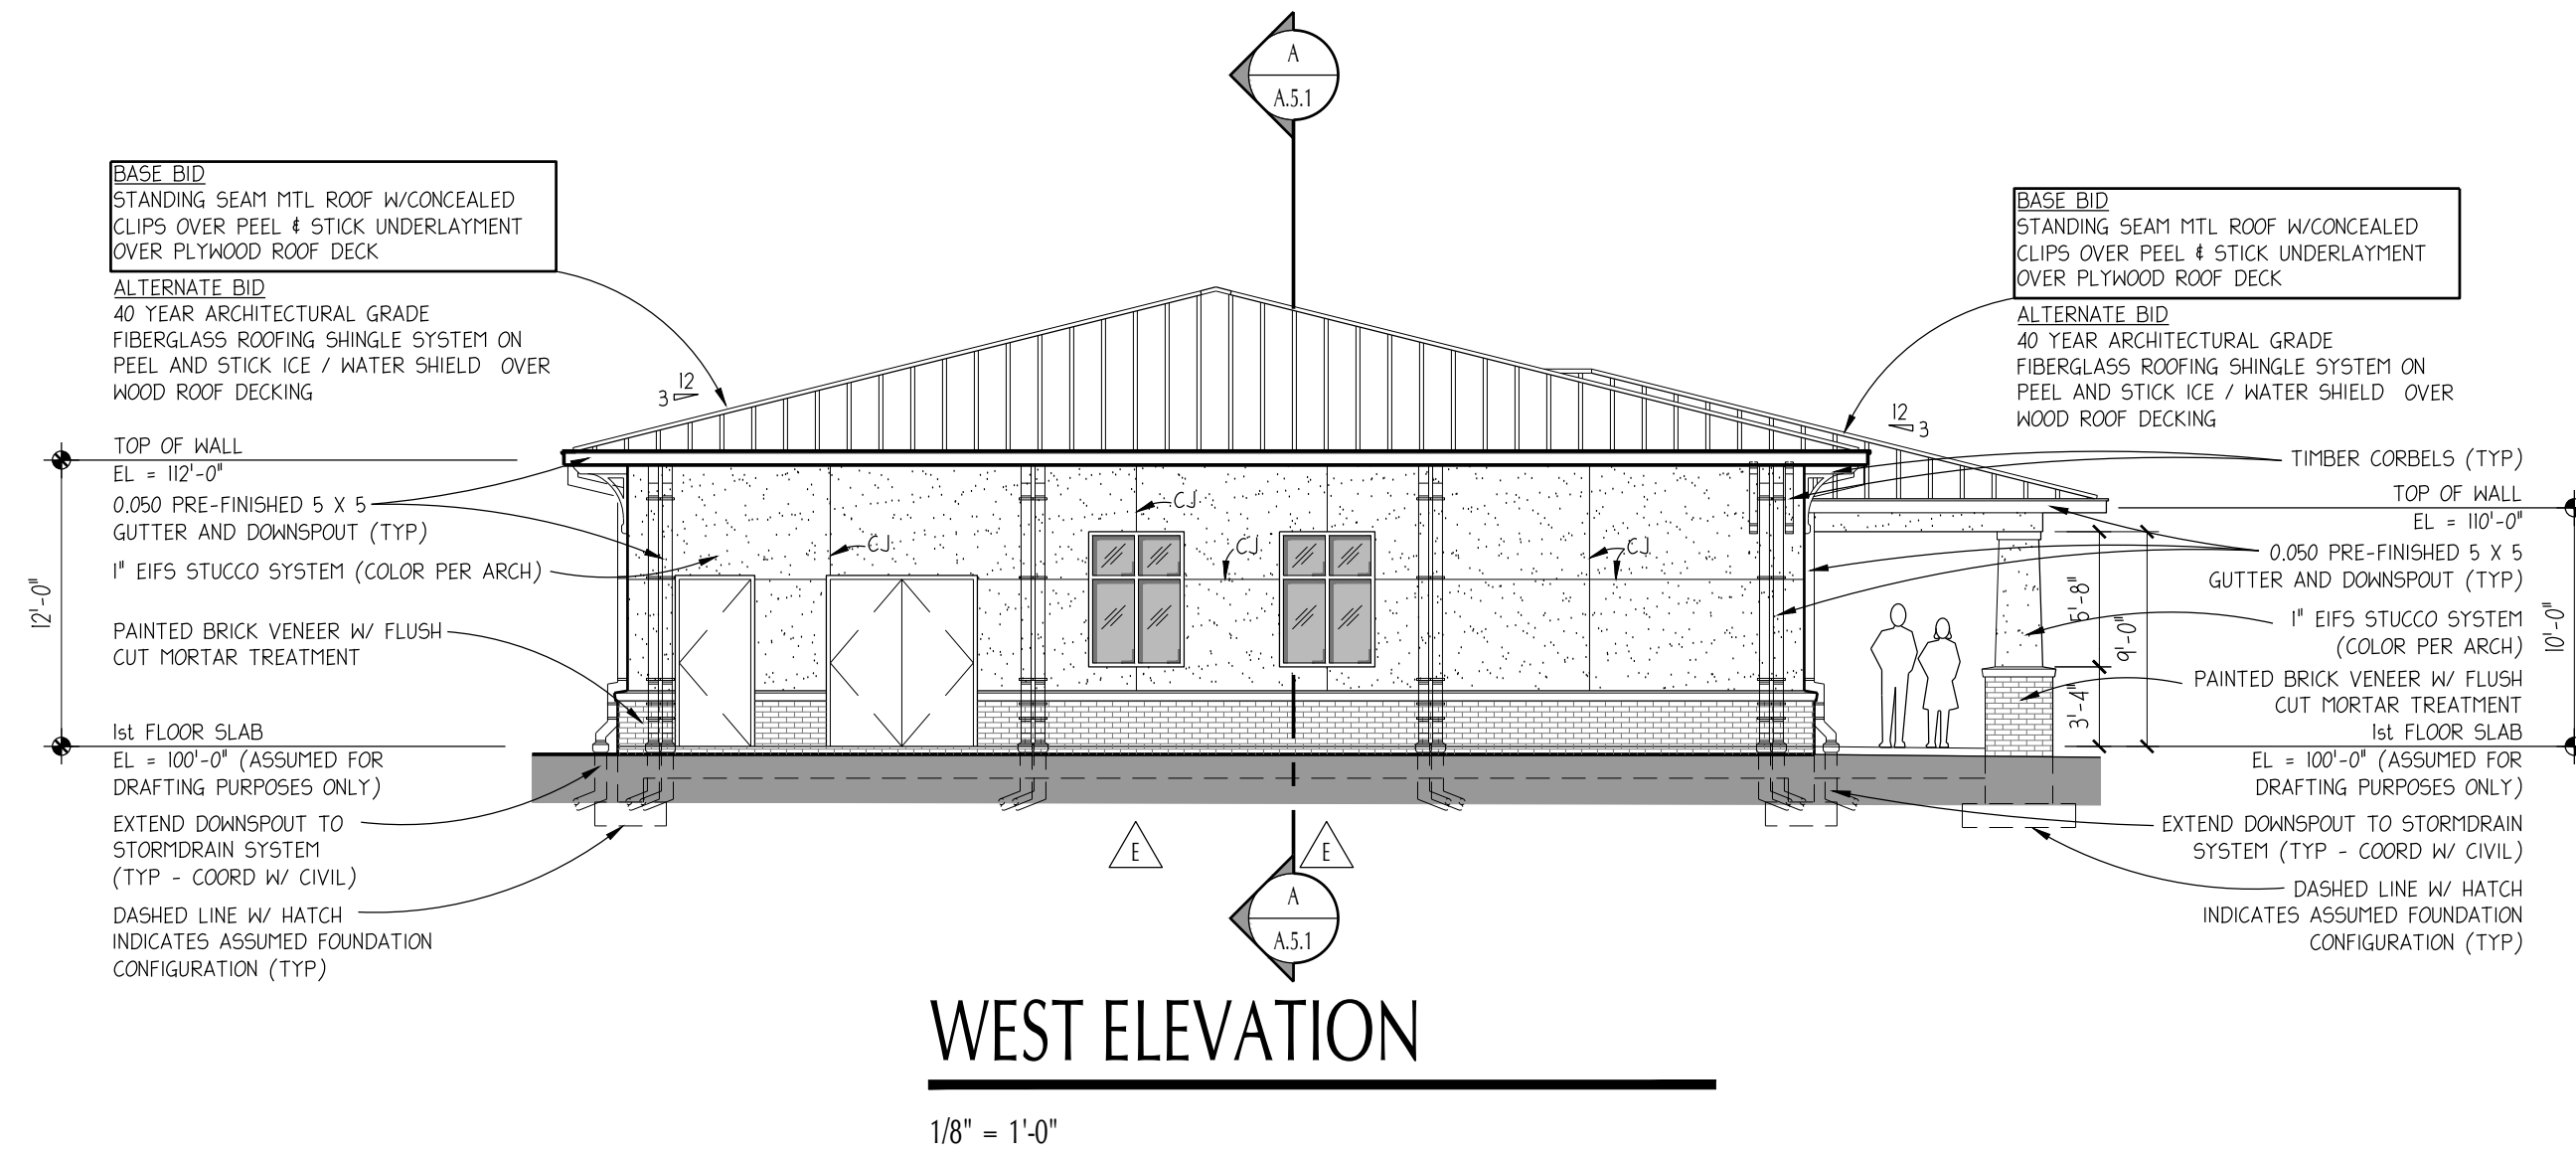 A
A.5.1
BASE BID
STANDING SEAM MTL ROOF W/CONCEALED
CLIPS OVER PEEL & STICK UNDERLAYMENT
OVER PLYWOOD ROOF DECK
ALTERNATE BID
40 YEAR ARCHITECTURAL GRADE
FIBERGLASS ROOFING SHINGLE SYSTEM ON
PEEL AND STICK ICE / WATER SHIELD OVER
WOOD ROOF DECKING
TOP OF WALL
EL = 112'-0"
0.050 PRE-FINISHED 5 X 5
GUTTER AND DOWNSPOUT (TYP)
1" EIFS STUCCO SYSTEM (COLOR PER ARCH)
PAINTED BRICK VENEER W/ FLUSH
CUT MORTAR TREATMENT
1st FLOOR SLAB
EL = 100'-0" (ASSUMED FOR
DRAFTING PURPOSES ONLY)
EXTEND DOWNSPOUT TO
STORMDRAIN SYSTEM
(TYP - COORD W/ CIVIL)
DASHED LINE W/ HATCH
INDICATES ASSUMED FOUNDATION
CONFIGURATION (TYP)
12'-0"
12
3
CJ
CJ
CJ
CJ
12
3
BASE BID
STANDING SEAM MTL ROOF W/CONCEALED
CLIPS OVER PEEL & STICK UNDERLAYMENT
OVER PLYWOOD ROOF DECK
ALTERNATE BID
40 YEAR ARCHITECTURAL GRADE
FIBERGLASS ROOFING SHINGLE SYSTEM ON
PEEL AND STICK ICE / WATER SHIELD OVER
WOOD ROOF DECKING
TIMBER CORBELS (TYP)
TOP OF WALL
EL = 110'-0"
0.050 PRE-FINISHED 5 X 5
GUTTER AND DOWNSPOUT (TYP)
1" EIFS STUCCO SYSTEM
(COLOR PER ARCH)
PAINTED BRICK VENEER W/ FLUSH
CUT MORTAR TREATMENT
1st FLOOR SLAB
EL = 100'-0" (ASSUMED FOR
DRAFTING PURPOSES ONLY)
EXTEND DOWNSPOUT TO STORMDRAIN
SYSTEM (TYP - COORD W/ CIVIL)
DASHED LINE W/ HATCH
INDICATES ASSUMED FOUNDATION
CONFIGURATION (TYP)
5'-8"
9'-0"
3'-4"
10'-0"
E
E
A
A.5.1
WEST ELEVATION
1/8" = 1'-0"